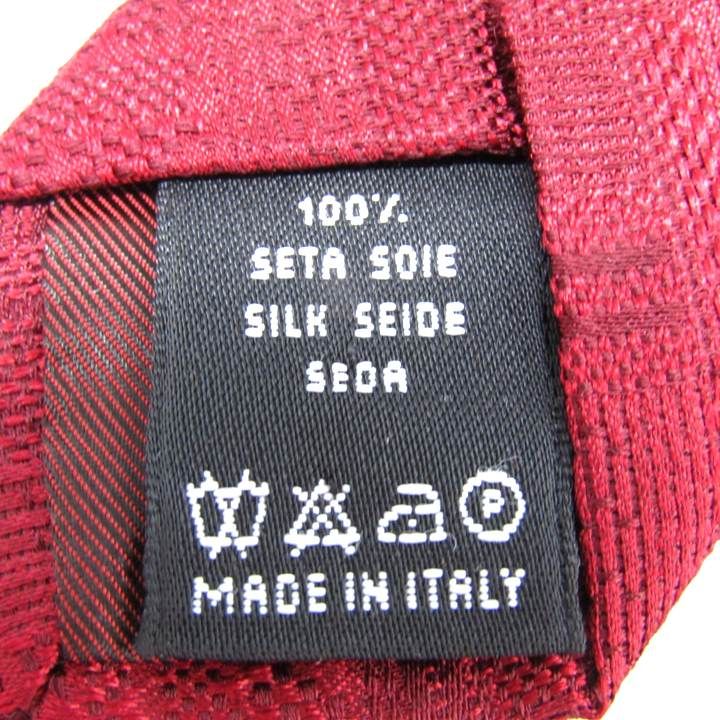 100%
SETA SOIE
SILK SEIDE
SEDA
P
MADE IN ITALY